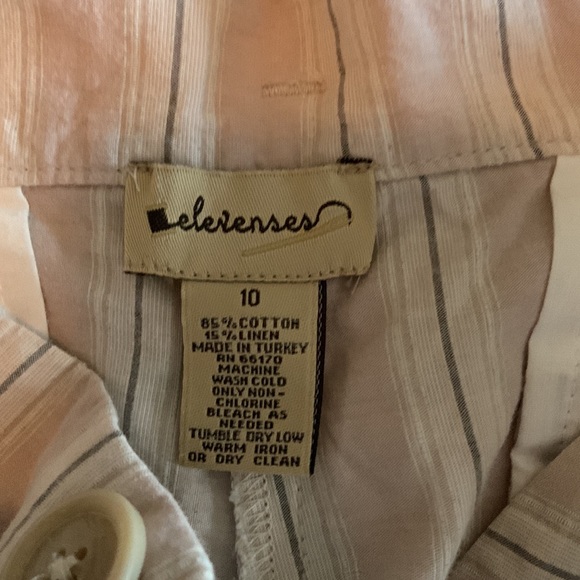 elevenses
10
85% COTTON
15% LINEN
MADE IN TURKEY
RN 66170
MACHINE
WASH COLD
ONLY NON-
CHLORINE
BLEACH AS
NEEDED
TUMBLE DRY LOW
WARM IRON
OR DRY CLEAN